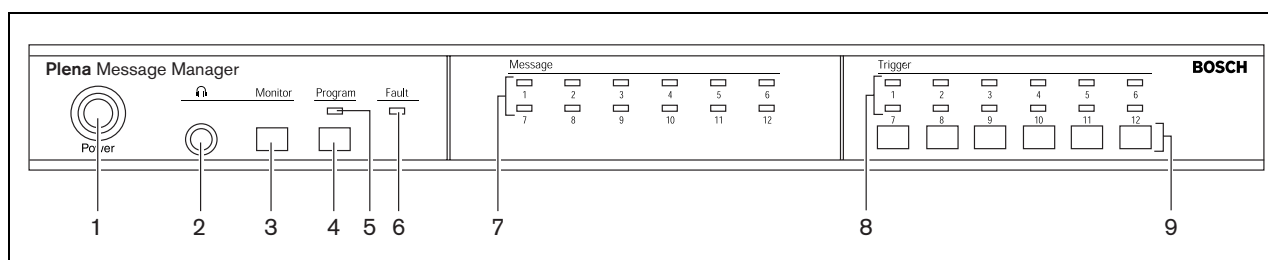 Plena Message Manager
Monitor Program Fault
Power
Message
1 2 3 4 5 6
7 8 9 10 11 12
Trigger
1 2 3 4 5 6
7 8 9 10 11 12
BOSCH
1 2 3 4 5 6 7 8 9